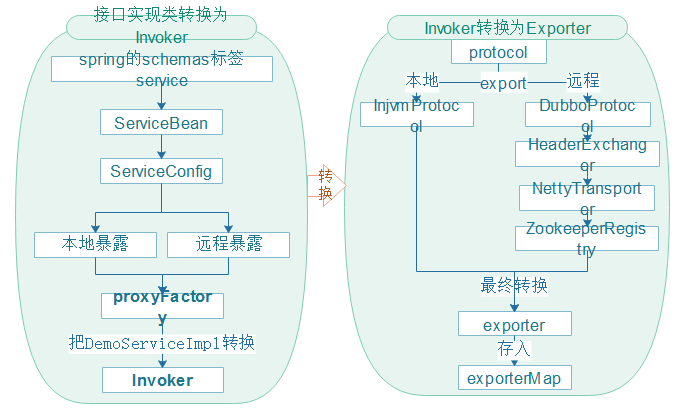 接口实现类转换为
Invoker
spring的schemas标签
service
ServiceBean
ServiceConfig
本地暴露
远程暴露
proxyFactor
y
把DemoServiceImpl转换
Invoker
转
换
Invoker转换为Exporter
protocol
本地
export
远程
InjvmProtoc
ol
DubboProtoc
ol
HeaderExchan
ger
NettyTransport
er
ZookeeperRegi
stry
最终转换
exporter
存入
exporterMap